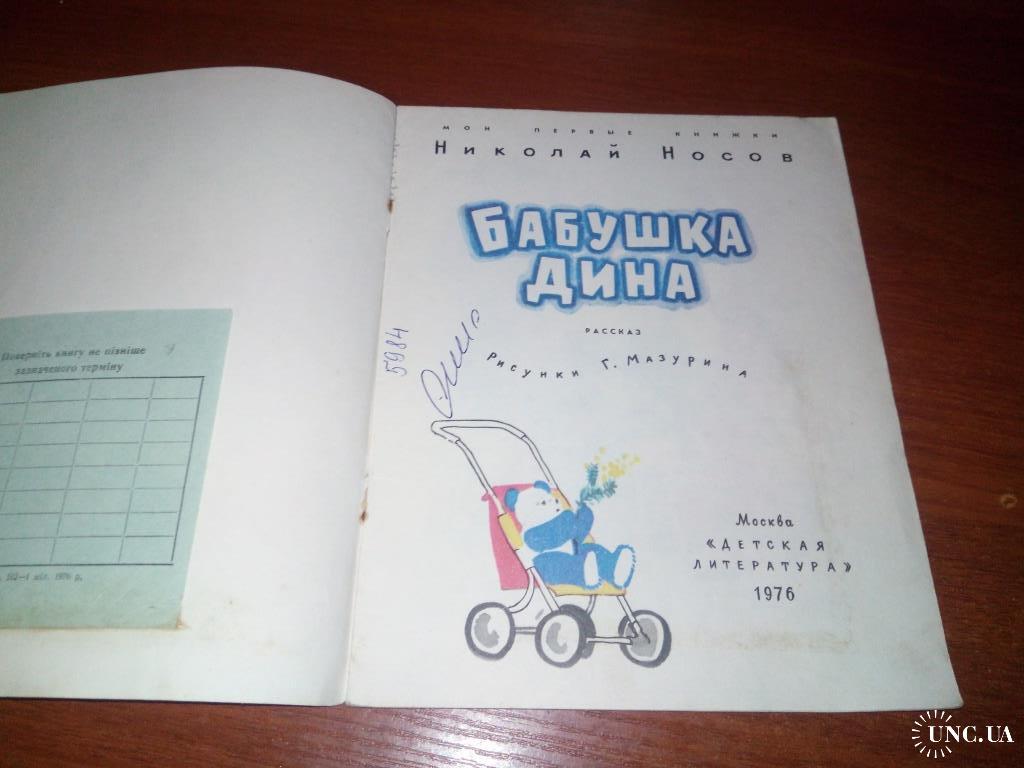 Поверніть книгу не пізніше
зазначеного терміну
МОИ ПЕРВЫЕ КНИЖКИ
НИКОЛАЙ НОСОВ
БАБУШКА
ДИНА
РАССКАЗ
РИСУНКИ Г. МАЗУРИНА
5984
МОСКВА
«ДЕТСКАЯ
ЛИТЕРАТУРА»
1976
UNC.UA